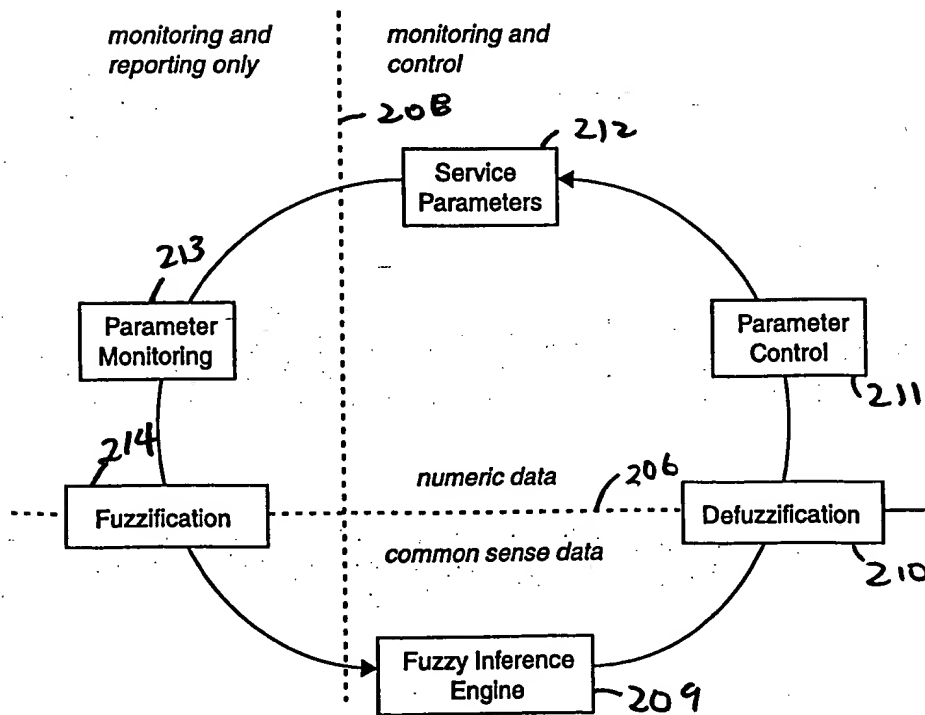 monitoring and
reporting only
monitoring and
control
208
212
Service
Parameters
213
Parameter
Monitoring
Parameter
Control
211
214
numeric data
206
Fuzzification
Defuzzification
common sense data
210
Fuzzy Inference
Engine
209